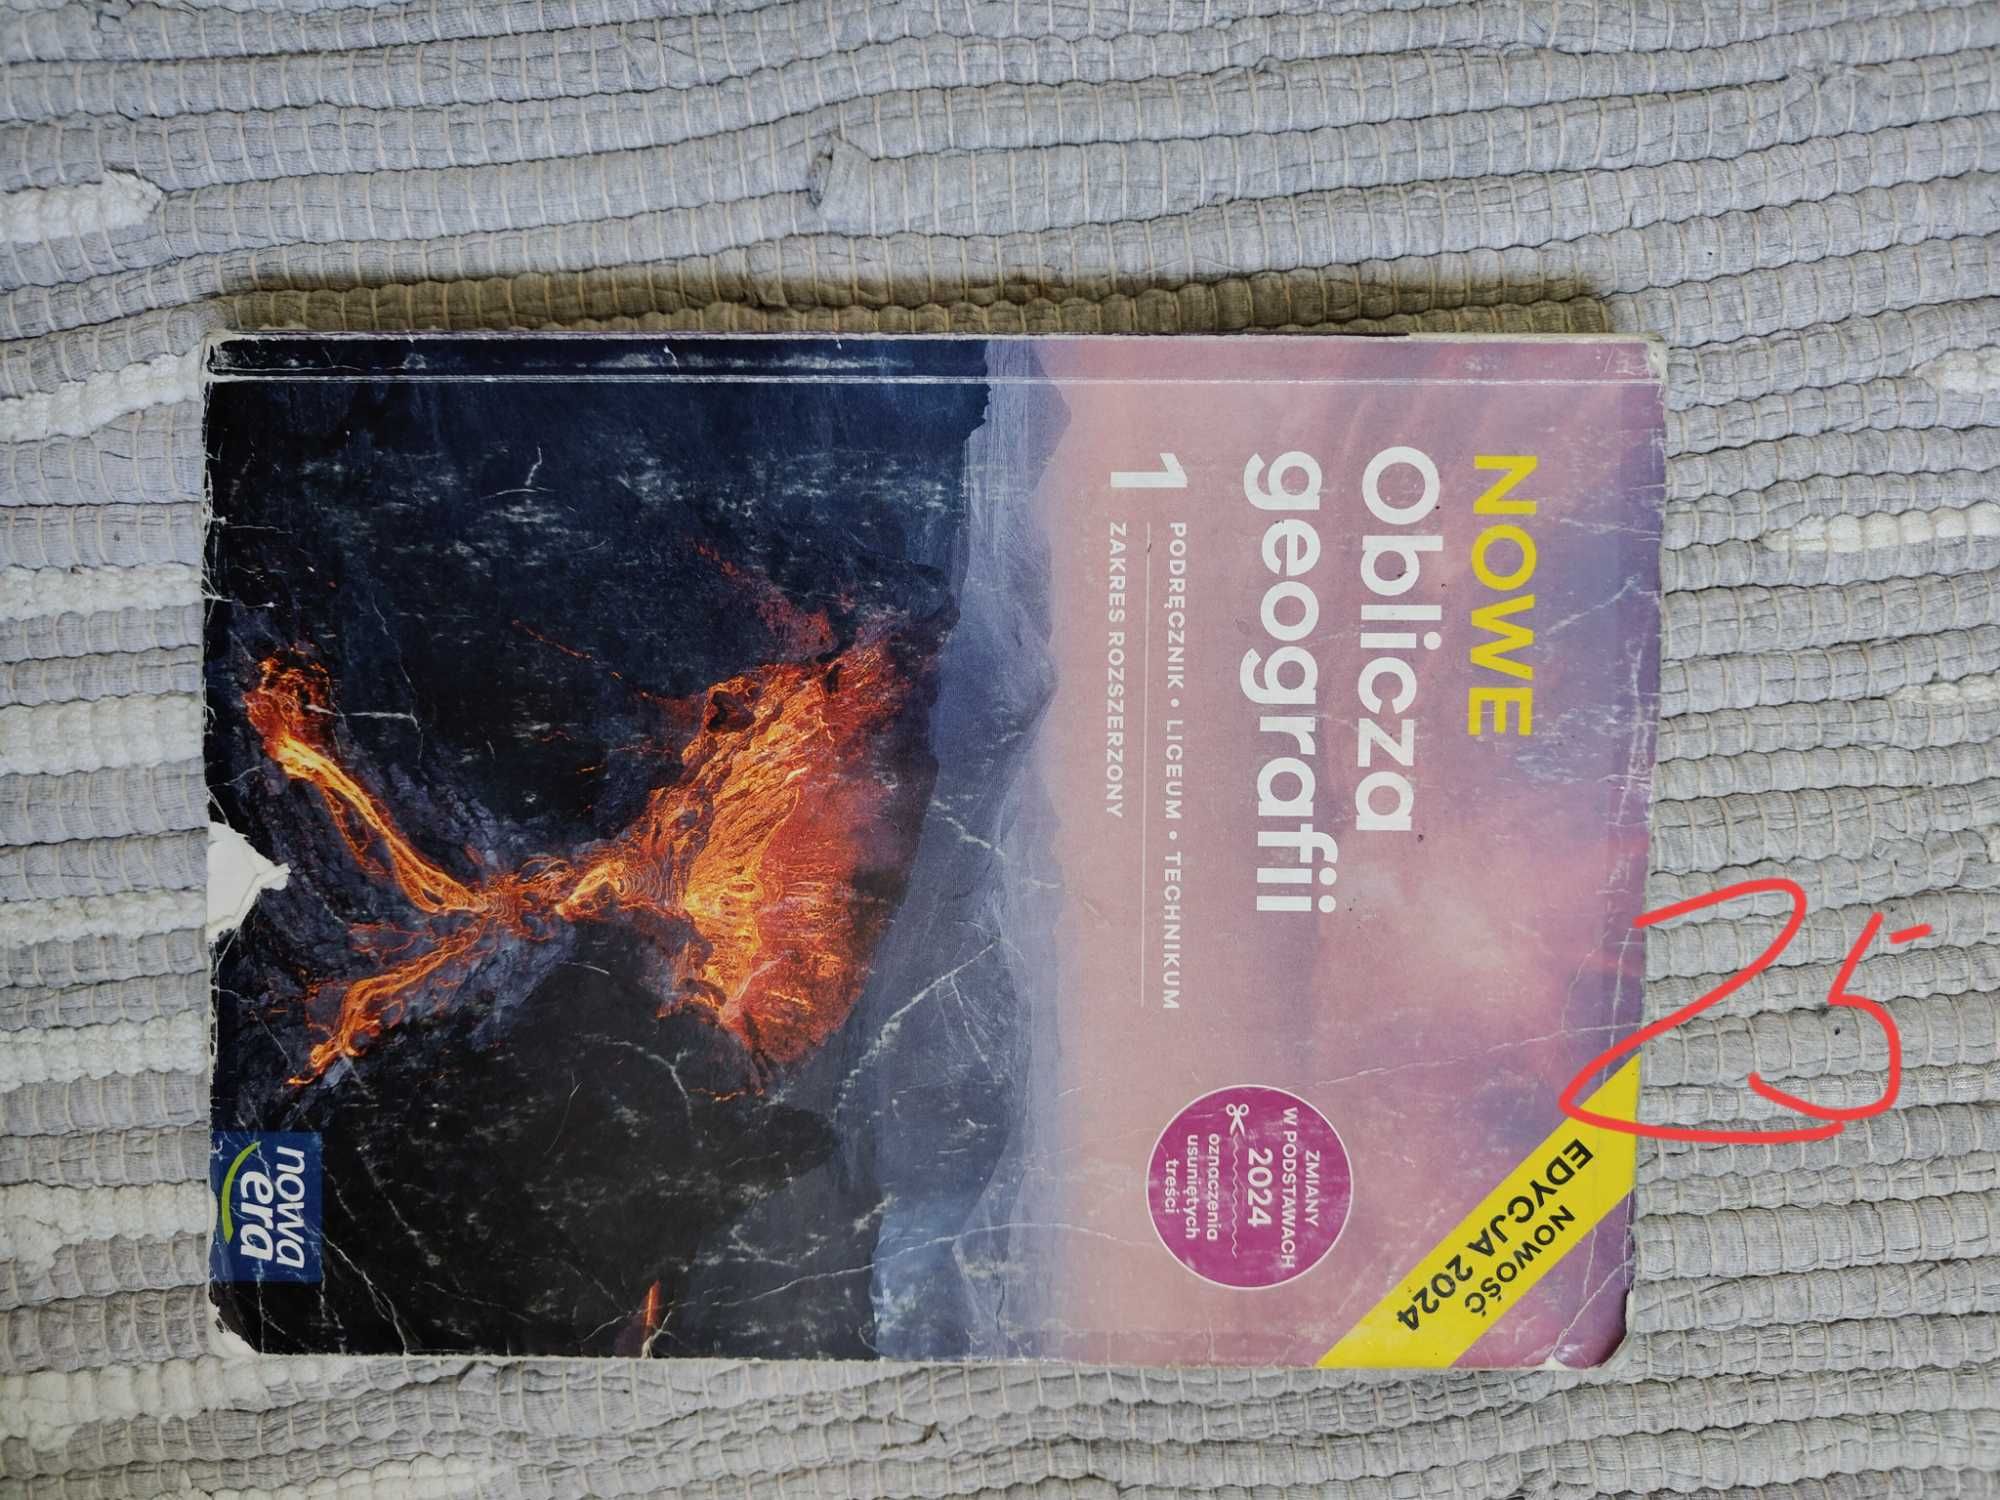 NOWE
Oblicza
geografii
1
PODRĘCZNIK • LICEUM • TECHNIKUM
ZAKRES ROZSZERZONY
NOWOŚĆ
EDYCJA 2024
ZMIANY
W PODSTAWACH
2024
oznaczenia
usuniętych
treści
nowa
era
25